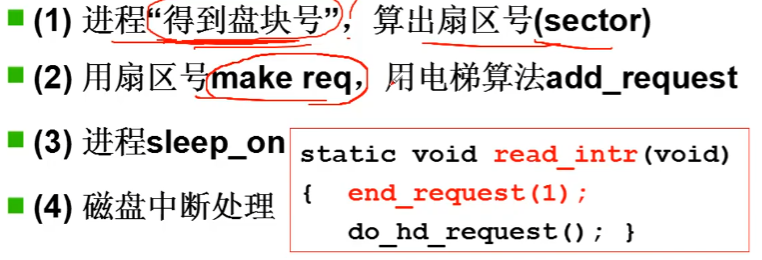 (1) 进程“得到盘块号”，算出扇区号(sector)
(2) 用扇区号make req，用电梯算法add_request
(3) 进程sleep_on
(4) 磁盘中断处理
static void read_intr(void)
{ end_request(1);
do_hd_request(); }